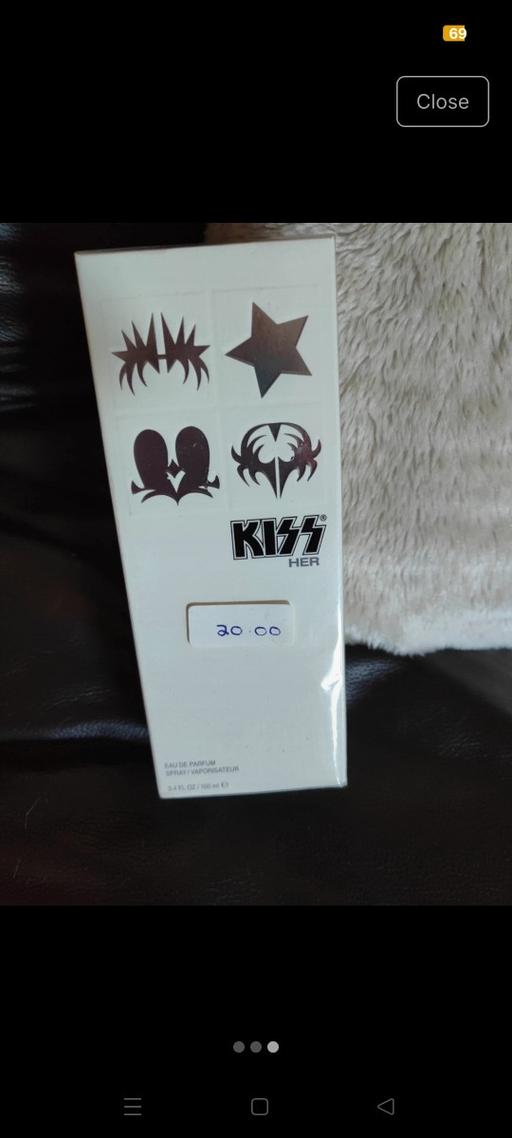 69
Close
KISS®
HER
20.00
EAU DE PARFUM
SPRAY / VAPORISATEUR
3.4 FL OZ / 100 ml ℮